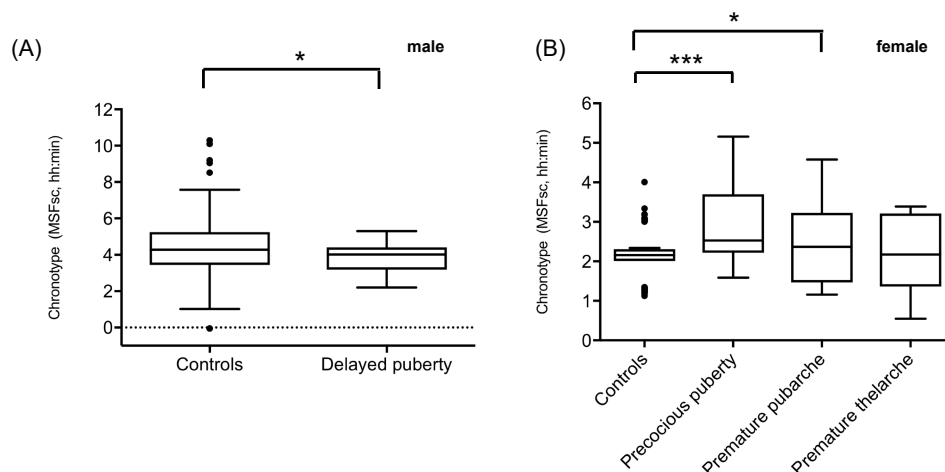 (A)
male
*
Chronotype (MSFsc, hh:min)
12
10
8
6
4
2
0
Controls
Delayed puberty
(B)
female
*
***
Chronotype (MSFsc, hh:min)
6
5
4
3
2
1
0
Controls
Precocious puberty
Premature pubarche
Premature thelarche